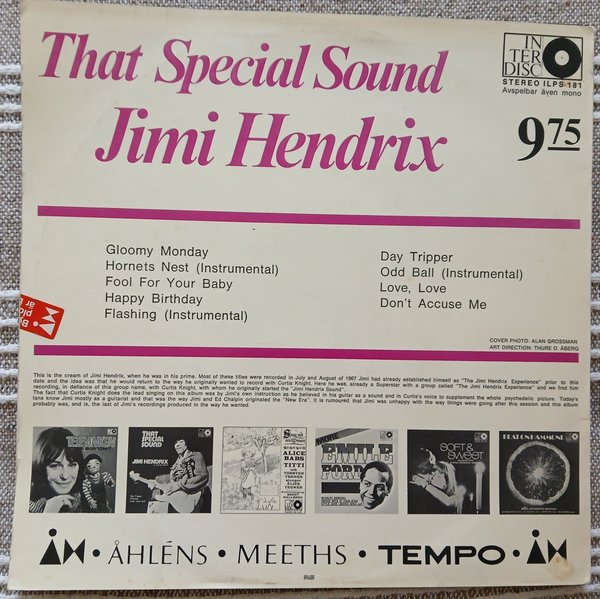 That Special Sound
Jimi Hendrix
IN
TER
DISC
STEREO ILPS-181
Avspelbar även mono
975
Gloomy Monday
Hornets Nest (Instrumental)
Fool For Your Baby
Happy Birthday
Flashing (Instrumental)
Day Tripper
Odd Ball (Instrumental)
Love, Love
Don't Accuse Me
COVER PHOTO: ALAN GROSSMAN
ART DIRECTION: THURE O. ÅBERG
This is the cream of Jimi Hendrix, when he was in his prime. Most of these titles were recorded in July and August of 1967 Jimi had already established himself as "The Jimi Hendrix Experience" prior to this
date and the idea was that he would return to the way he originally wanted to record with Curtis Knight. Here he was, already a Superstar with a group called "The Jimi Hendrix Experience" and we find him
recording, in defiance of this group name, with Curtis Knight, with whom he originally started the "Jimi Hendrix Sound".
The fact that Curtis Knight does the lead singing on this album was by Jimi's own instruction as he believed in his guitar as a sound and in Curtis's voice to supplement the whole psychedelic picture. Today's
fans know Jimi mostly as a guitarist and that was the way Jimi and Ed Chalpin originated the "New Era". It is rumoured that Jimi was unhappy with the way things were going after this session and this album
probably was, and is, the last of Jimi's recordings produced in the way he wanted.
THAT
SPECIAL
SOUND
JIMI HENDRIX
ALICE
BABS
TITTI
EMILE
FORD
SOFT &
SWEET
ÅHLÉNS • MEETHS • TEMPO